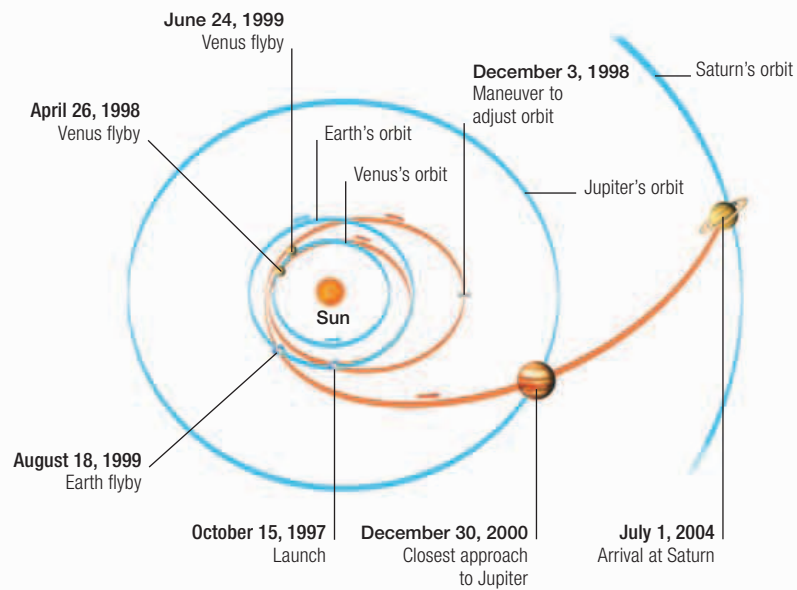 June 24, 1999
Venus flyby
December 3, 1998
Maneuver to
adjust orbit
Saturn’s orbit
April 26, 1998
Venus flyby
Earth’s orbit
Venus’s orbit
Jupiter’s orbit
Sun
August 18, 1999
Earth flyby
October 15, 1997
Launch
December 30, 2000
Closest approach
to Jupiter
July 1, 2004
Arrival at Saturn